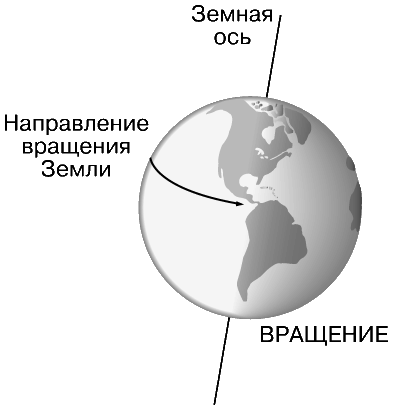 Земная
ось
Направление
вращения
Земли
ВРАЩЕНИЕ